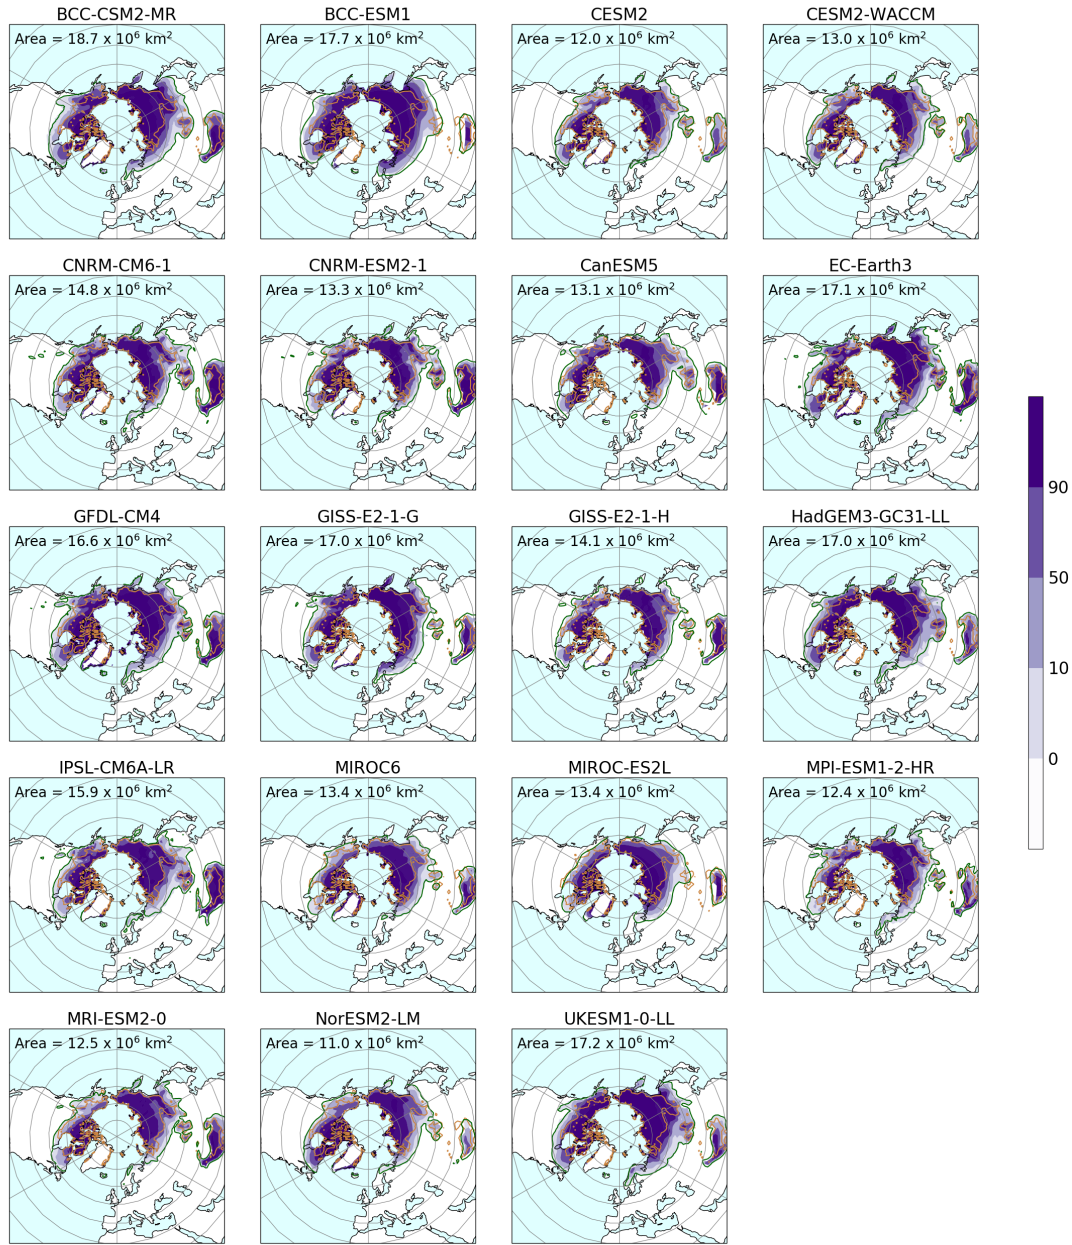 BCC-CSM2-MR
Area = 18.7 x 10⁶ km²
BCC-ESM1
Area = 17.7 x 10⁶ km²
CESM2
Area = 12.0 x 10⁶ km²
CESM2-WACCM
Area = 13.0 x 10⁶ km²
CNRM-CM6-1
Area = 14.8 x 10⁶ km²
CNRM-ESM2-1
Area = 13.3 x 10⁶ km²
CanESM5
Area = 13.1 x 10⁶ km²
EC-Earth3
Area = 17.1 x 10⁶ km²
GFDL-CM4
Area = 16.6 x 10⁶ km²
GISS-E2-1-G
Area = 17.0 x 10⁶ km²
GISS-E2-1-H
Area = 14.1 x 10⁶ km²
HadGEM3-GC31-LL
Area = 17.0 x 10⁶ km²
IPSL-CM6A-LR
Area = 15.9 x 10⁶ km²
MIROC6
Area = 13.4 x 10⁶ km²
MIROC-ES2L
Area = 13.4 x 10⁶ km²
MPI-ESM1-2-HR
Area = 12.4 x 10⁶ km²
MRI-ESM2-0
Area = 12.5 x 10⁶ km²
NorESM2-LM
Area = 11.0 x 10⁶ km²
UKESM1-0-LL
Area = 17.2 x 10⁶ km²
90
50
10
0